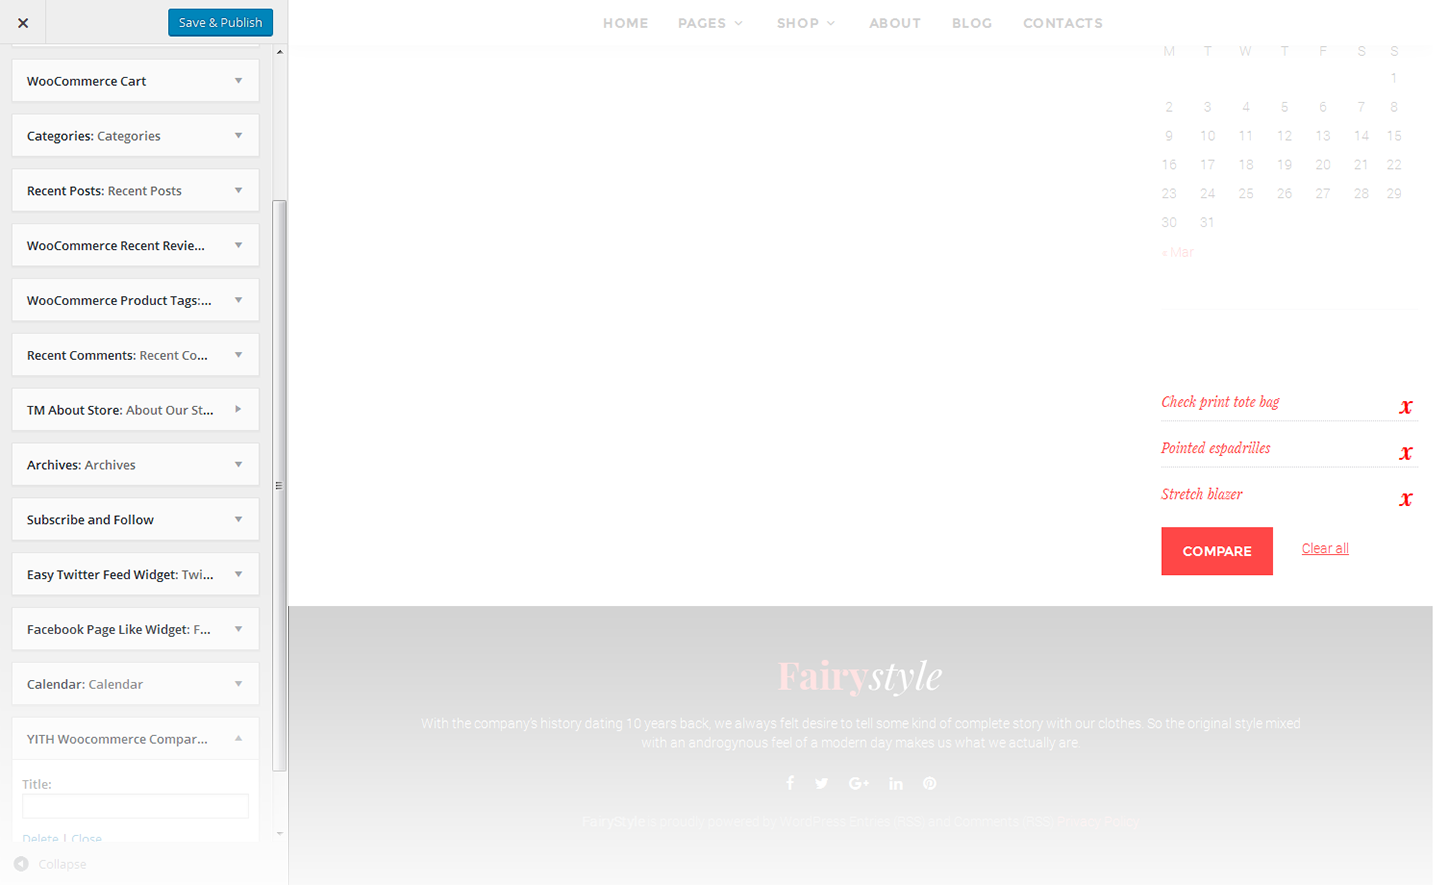 Save & Publish
WooCommerce Cart
Categories: Categories
Recent Posts: Recent Posts
WooCommerce Recent Revie...
WooCommerce Product Tags:...
Recent Comments: Recent Co...
TM About Store: About Our St...
Archives: Archives
Subscribe and Follow
Easy Twitter Feed Widget: Twi...
Facebook Page Like Widget: F...
Calendar: Calendar
YITH Woocommerce Compar...
Title:
Delete | Close
Collapse
HOME PAGES SHOP ABOUT BLOG CONTACTS
M T W T F S S
1
2 3 4 5 6 7 8
9 10 11 12 13 14 15
16 17 18 19 20 21 22
23 24 25 26 27 28 29
30 31
« Mar
Check print tote bag x
Pointed espadrilles x
Stretch blazer x
COMPARE Clear all
Fairystyle
With the company's history dating 10 years back, we always felt desire to tell some kind of complete story with our clothes. So the original style mixed
with an androgynous feel of a modern day makes us what we actually are.
FairyStyle is proudly powered by WordPress Entries (RSS) and Comments (RSS) Privacy Policy